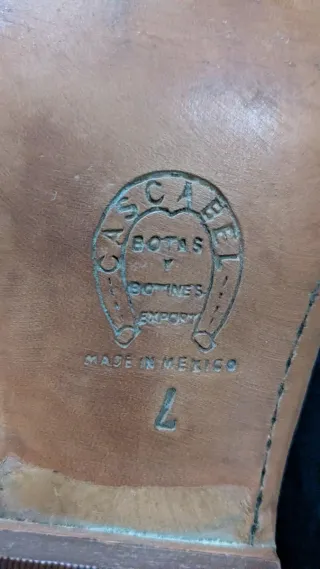 CASCABEL
BOTAS
Y
BOTINES
EXPORT
MADE IN MEXICO
7